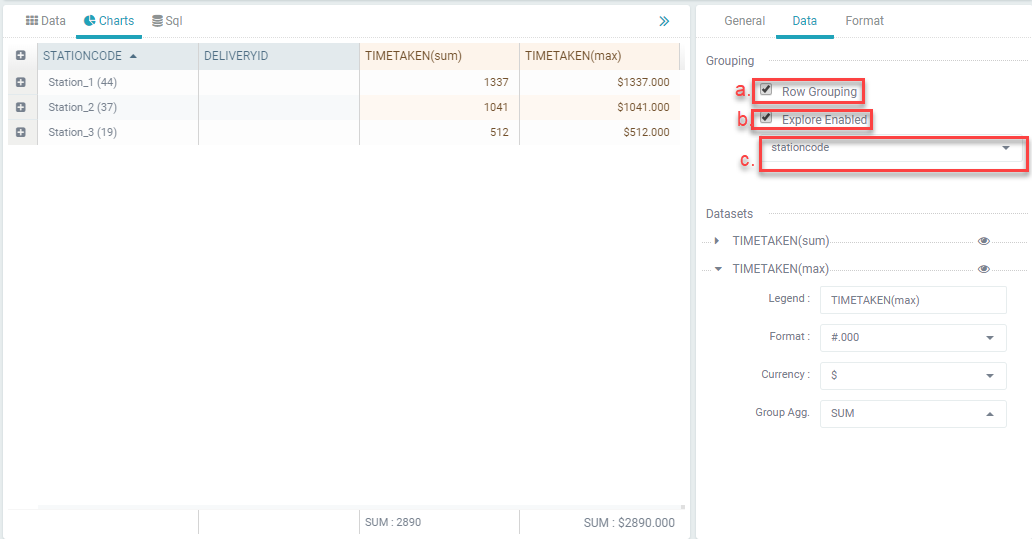 Data Charts Sql
STATIONCODE DELIVERYID TIMETAKEN(sum) TIMETAKEN(max)
Station_1 (44) 1337 $1337.000
Station_2 (37) 1041 $1041.000
Station_3 (19) 512 $512.000
SUM : 2890 SUM : $2890.000
General Data Format
Grouping
a. Row Grouping
b. Explore Enabled
c. stationcode
Datasets
TIMETAKEN(sum)
TIMETAKEN(max)
Legend : TIMETAKEN(max)
Format : #.000
Currency : $
Group Agg. SUM